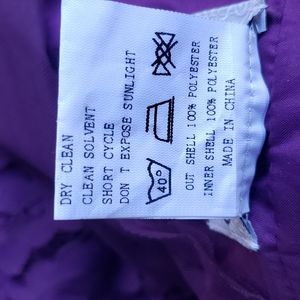 DRY CLEAN
CLEAN SOLVENT
SHORT CYCLE
DON T EXPOSE SUNLIGHT
40°
OUT SHELL 100% POLYESTER
INNER SHELL 100% POLYESTER
MADE IN CHINA